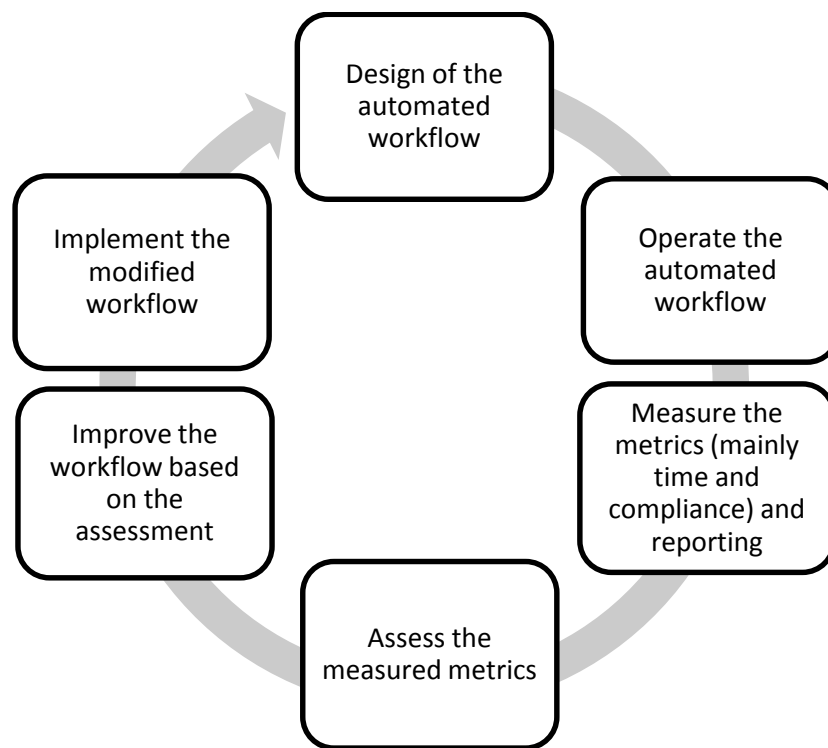 Design of the
automated
workflow
Operate the
automated
workflow
Measure the
metrics (mainly
time and
compliance) and
reporting
Assess the
measured metrics
Improve the
workflow based
on the
assessment
Implement the
modified
workflow